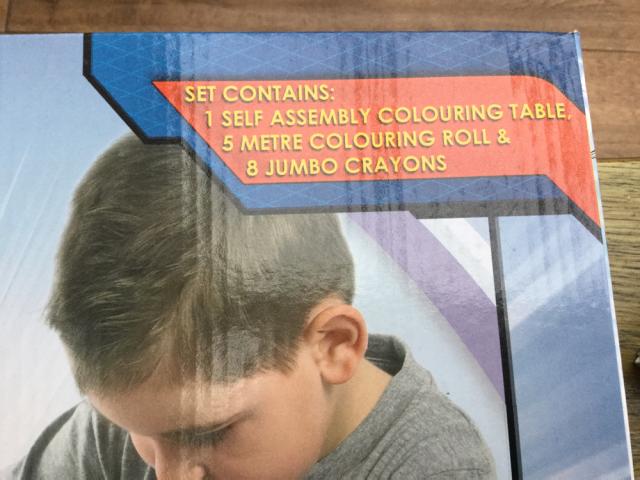 SET CONTAINS:
1 SELF ASSEMBLY COLOURING TABLE,
5 METRE COLOURING ROLL &
8 JUMBO CRAYONS